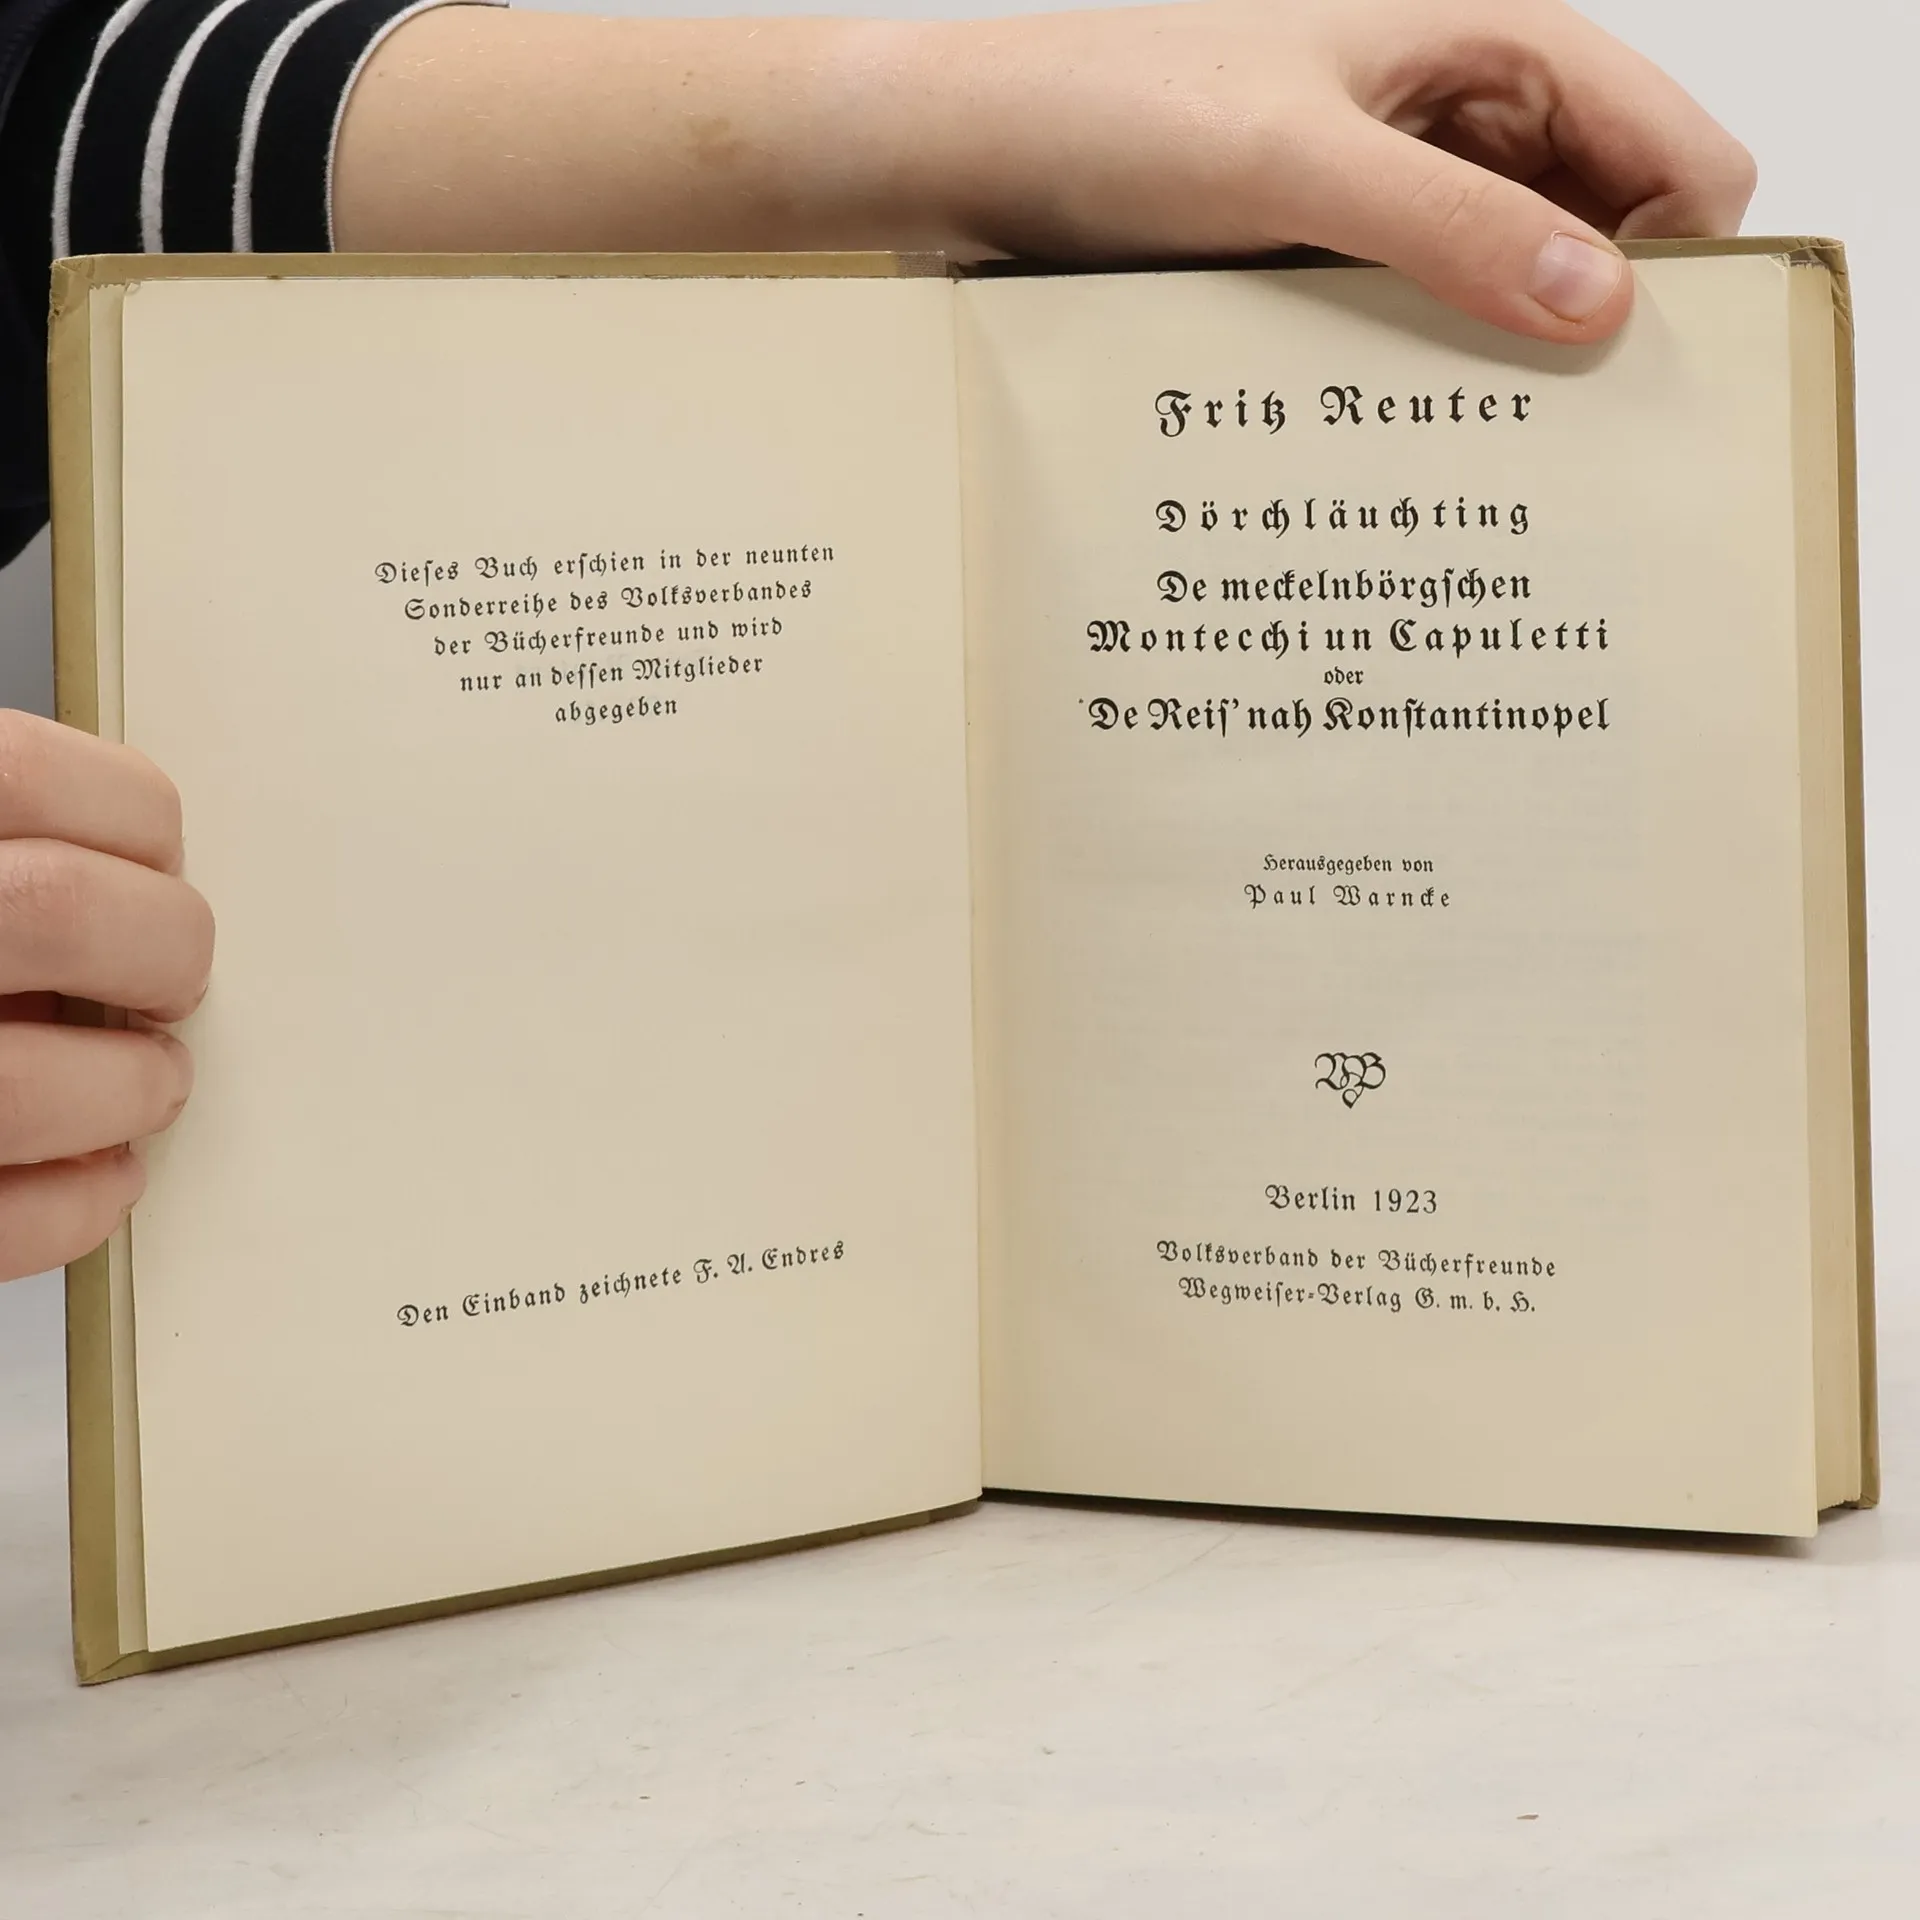 Dieſes Buch erſchien in der neunten
Sonderreihe des Volksverbandes
der Bücherfreunde und wird
nur an deſſen Mitglieder
abgegeben
Den Einband zeichnete F. A. Endres
Fritz Reuter
Dörchläuchting
De meckelnbörgſchen
Montecchi un Capuletti
oder
De Reiſ' nah Konſtantinopel
Herausgegeben von
Paul Warncke
VB
Berlin 1923
Volksverband der Bücherfreunde
Wegweiſer-Verlag G. m. b. H.